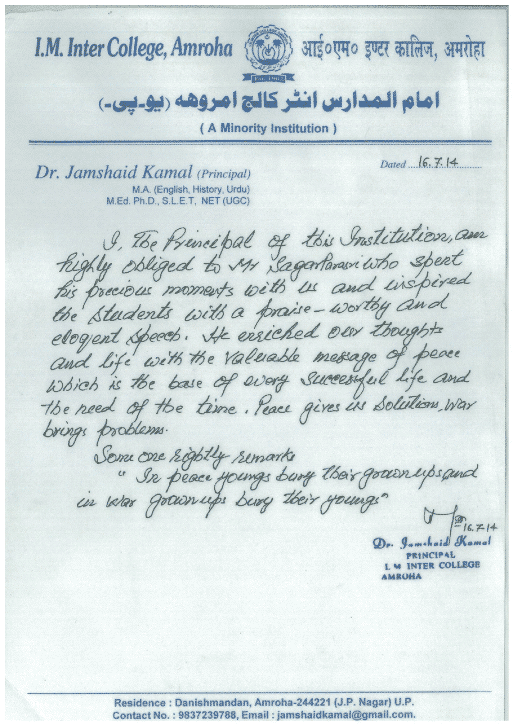 I.M. Inter College, Amroha
आई०एम० इण्टर कालिज, अमरोहा
امام المدارس انٹر کالج امروھه (یو-پی-)
( A Minority Institution )
Dr. Jamshaid Kamal (Principal)
M.A. (English, History, Urdu)
M.Ed. Ph.D., S.L.E.T, NET (UGC)
Dated ...16.7.14...
I, The Principal of this Institution, am
highly obliged to Mr Sagar who spent
his precious moments with us and inspired
the students with a praise-worthy and
eloqent speech. He enriched our thoughts
and life with the valuable message of peace
which is the base of every successful life and
the need of the time. Peace gives us solutions, war
brings problems.
Some one rightly remarks
" In peace youngs bury their grown ups and
in war grown ups bury their youngs"
16.7.14
Dr. Jamshaid Kamal
PRINCIPAL
I. M INTER COLLEGE
AMROHA
Residence : Danishmandan, Amroha-244221 (J.P. Nagar) U.P.
Contact No. : 9837239788, Email : jamshaidkamal@gmail.com.